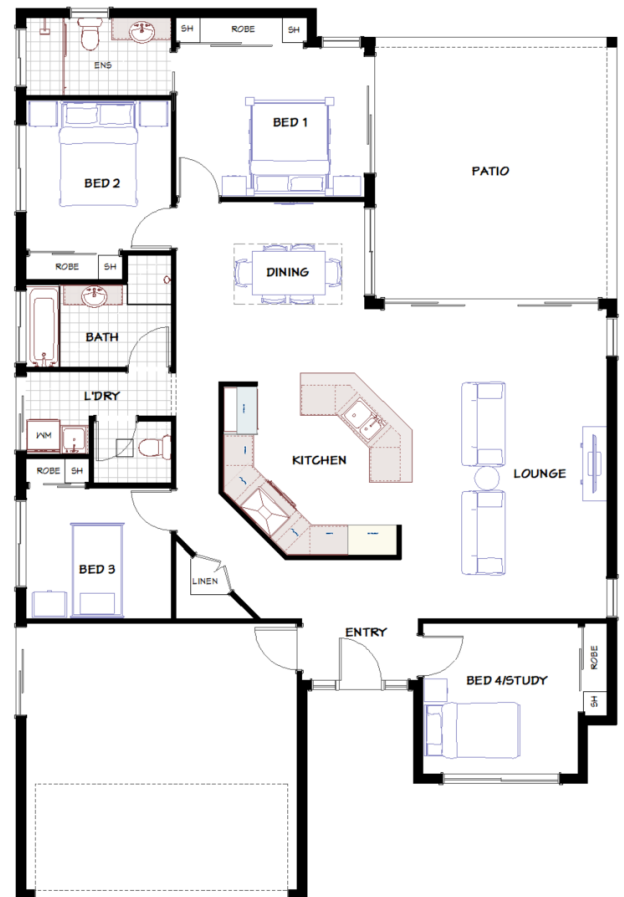 SH
ROBE
SH
ENS
BED 1
BED 2
PATIO
ROBE
SH
DINING
BATH
L'DRY
WM
ROBE
SH
KITCHEN
LOUNGE
BED 3
LINEN
ENTRY
BED 4/STUDY
ROBE
SH